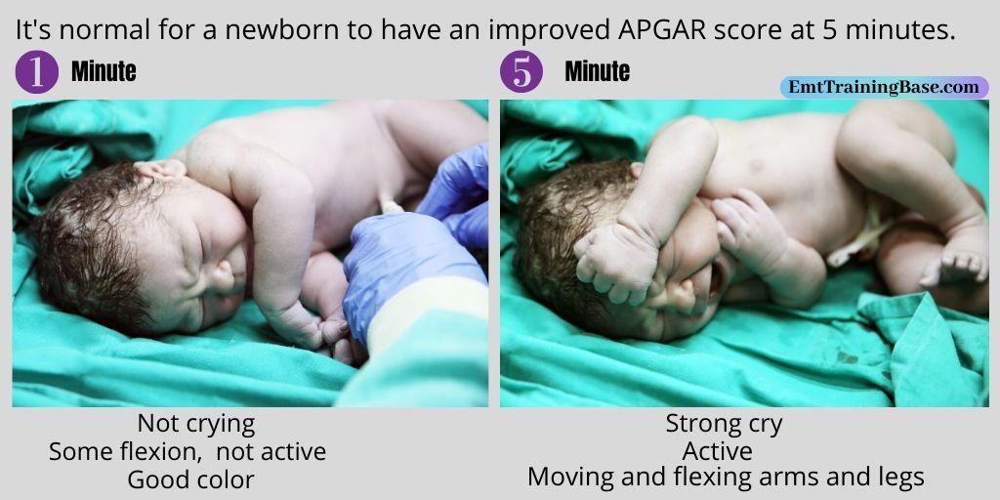 It's normal for a newborn to have an improved APGAR score at 5 minutes.
1 Minute
5 Minute
EmtTrainingBase.com
Not crying
Some flexion, not active
Good color
Strong cry
Active
Moving and flexing arms and legs